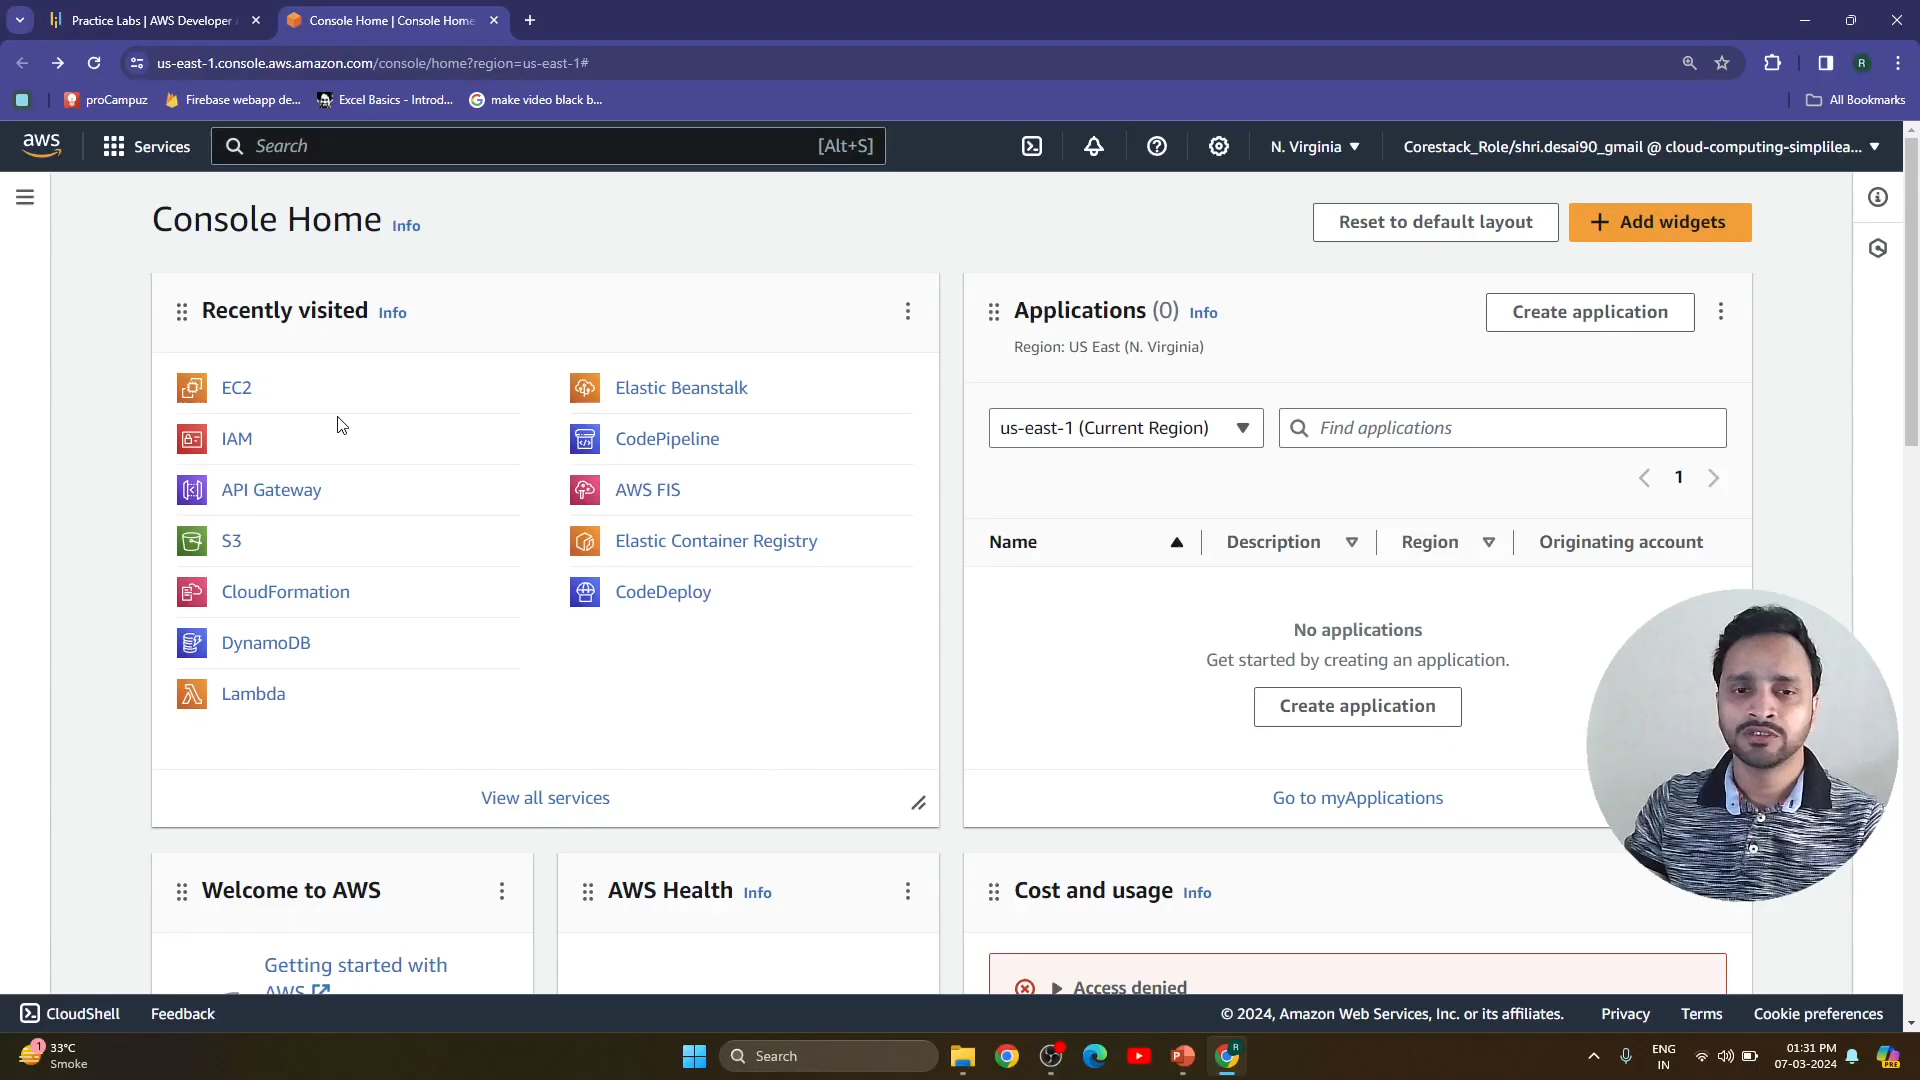 Practice Labs | AWS Developer
Console Home | Console Home
us-east-1.console.aws.amazon.com/console/home?region=us-east-1#
R
proCampuz
Firebase webapp de...
Excel Basics - Introd...
make video black b...
All Bookmarks
aws
Services
Search
[Alt+S]
N. Virginia
Corestack_Role/shri.desai90_gmail @ cloud-computing-simplilea...
Console Home Info
Reset to default layout
Add widgets
Recently visited Info
EC2
IAM
API Gateway
S3
CloudFormation
DynamoDB
Lambda
Elastic Beanstalk
CodePipeline
AWS FIS
Elastic Container Registry
CodeDeploy
View all services
Applications (0) Info
Region: US East (N. Virginia)
Create application
us-east-1 (Current Region)
Find applications
1
Name
Description
Region
Originating account
No applications
Get started by creating an application.
Create application
Go to myApplications
Welcome to AWS
Getting started with
AWS
AWS Health Info
Cost and usage Info
Access denied
CloudShell
Feedback
© 2024, Amazon Web Services, Inc. or its affiliates.
Privacy
Terms
Cookie preferences
1
33°C
Smoke
Search
R
ENG
IN
01:31 PM
07-03-2024
PRE